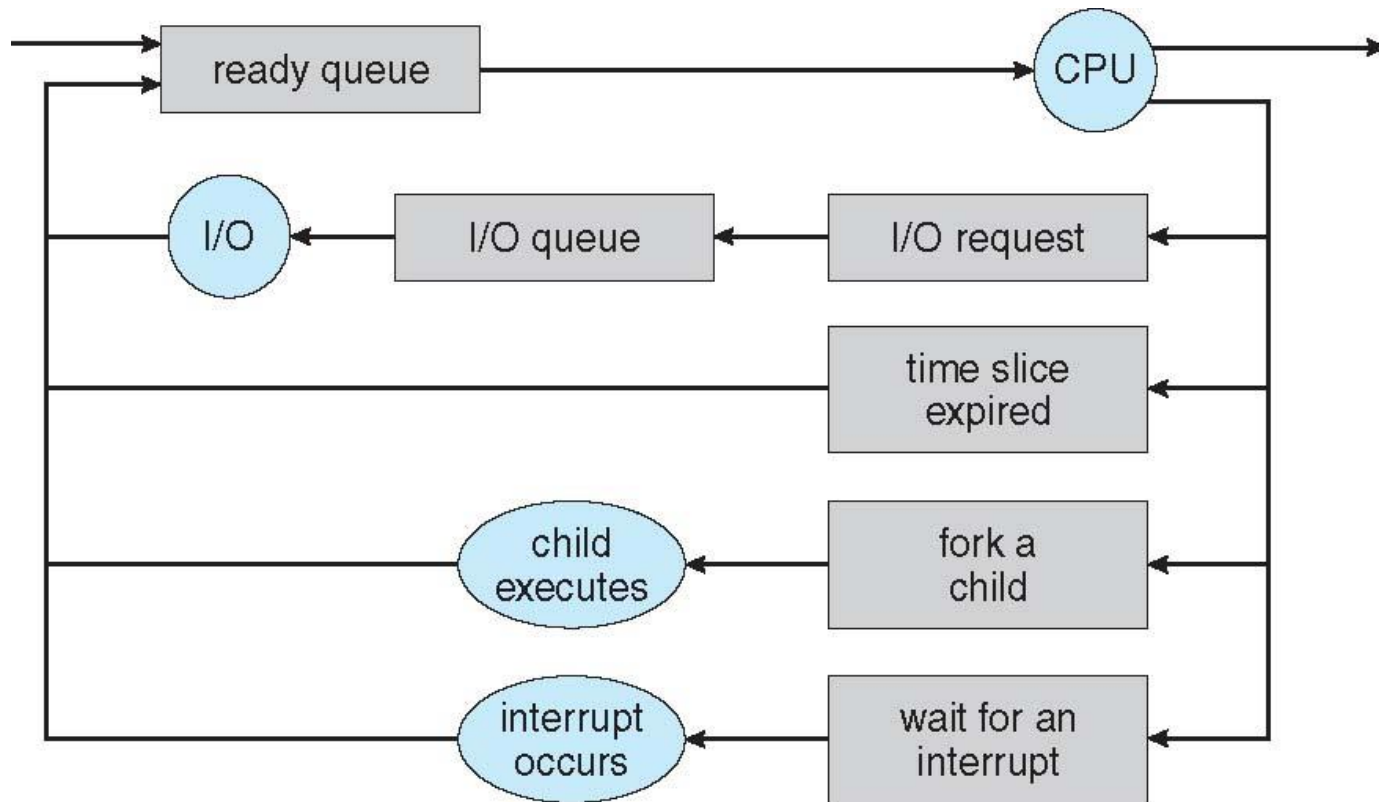 ready queue
CPU
I/O
I/O queue
I/O request
time slice
expired
child
executes
fork a
child
interrupt
occurs
wait for an
interrupt